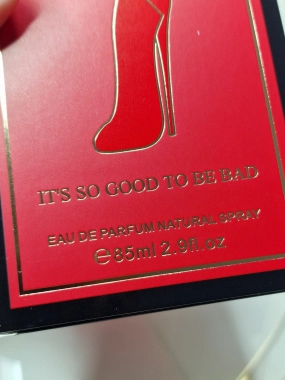 IT'S SO GOOD TO BE BAD
EAU DE PARFUM NATURAL SPRAY
℮85ml 2.9fl.oz